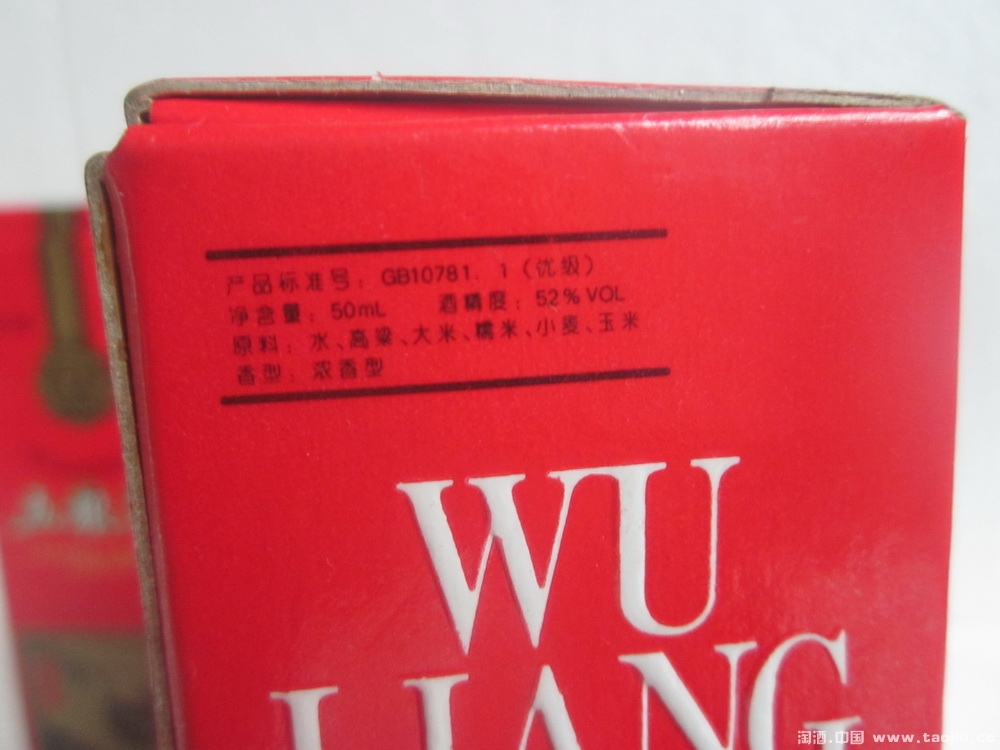 产品标准号：GB10781．1（优级）
净含量：50mL 酒精度：52%VOL
原料：水、高粱、大米、糯米、小麦、玉米
香型：浓香型
WU
LIANG
淘酒.中国 www.taojiu.cc